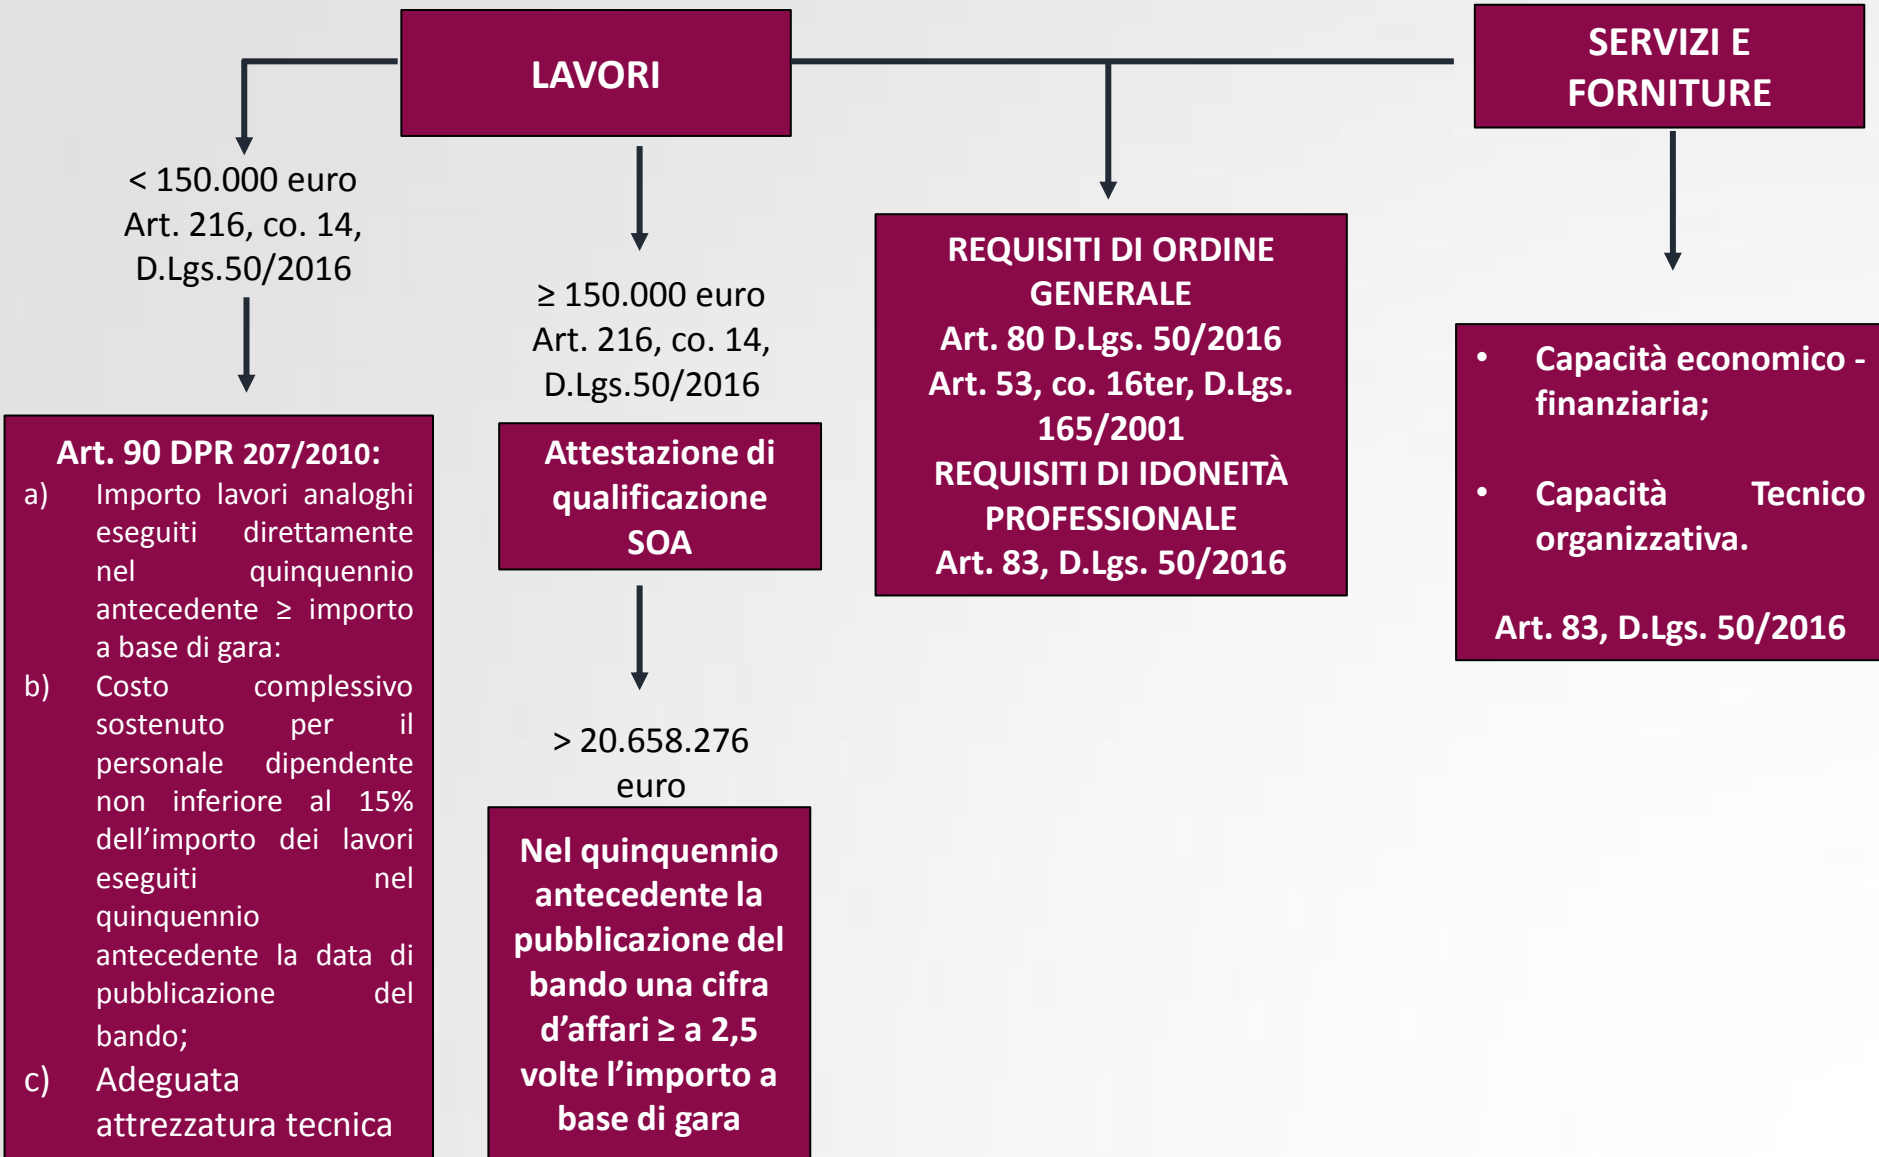 LAVORI
SERVIZI E
FORNITURE
< 150.000 euro
Art. 216, co. 14,
D.Lgs.50/2016
Art. 90 DPR 207/2010:
a) Importo lavori analoghi
eseguiti direttamente
nel quinquennio
antecedente ≥ importo
a base di gara:
b) Costo complessivo
sostenuto per il
personale dipendente
non inferiore al 15%
dell’importo dei lavori
eseguiti nel
quinquennio
antecedente la data di
pubblicazione del
bando;
c) Adeguata
attrezzatura tecnica
≥ 150.000 euro
Art. 216, co. 14,
D.Lgs.50/2016
Attestazione di
qualificazione
SOA
> 20.658.276
euro
Nel quinquennio
antecedente la
pubblicazione del
bando una cifra
d’affari ≥ a 2,5
volte l’importo a
base di gara
REQUISITI DI ORDINE
GENERALE
Art. 80 D.Lgs. 50/2016
Art. 53, co. 16ter, D.Lgs.
165/2001
REQUISITI DI IDONEITÀ
PROFESSIONALE
Art. 83, D.Lgs. 50/2016
• Capacità economico -
finanziaria;
• Capacità Tecnico
organizzativa.
Art. 83, D.Lgs. 50/2016